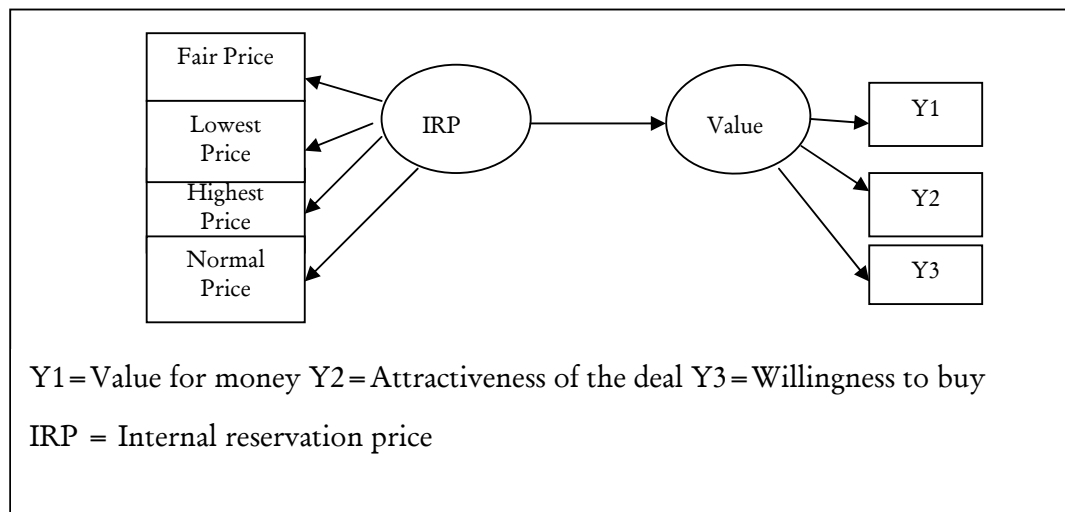 Fair Price
Lowest
Price
Highest
Price
Normal
Price
IRP
Value
Y1
Y2
Y3
Y1=Value for money Y2=Attractiveness of the deal Y3=Willingness to buy
IRP = Internal reservation price